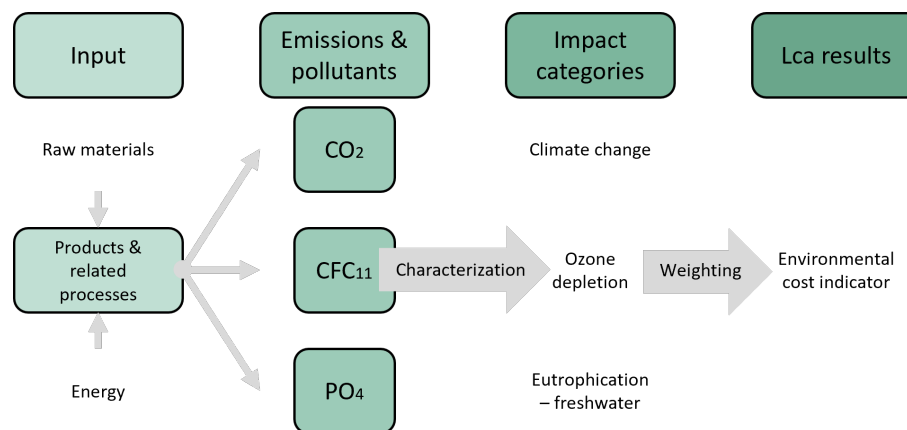 Input
Emissions &
pollutants
Impact
categories
Lca results
Raw materials
CO2
Climate change
Products &
related
processes
CFC11
Characterization
Ozone
depletion
Weighting
Environmental
cost indicator
Energy
PO4
Eutrophication
– freshwater